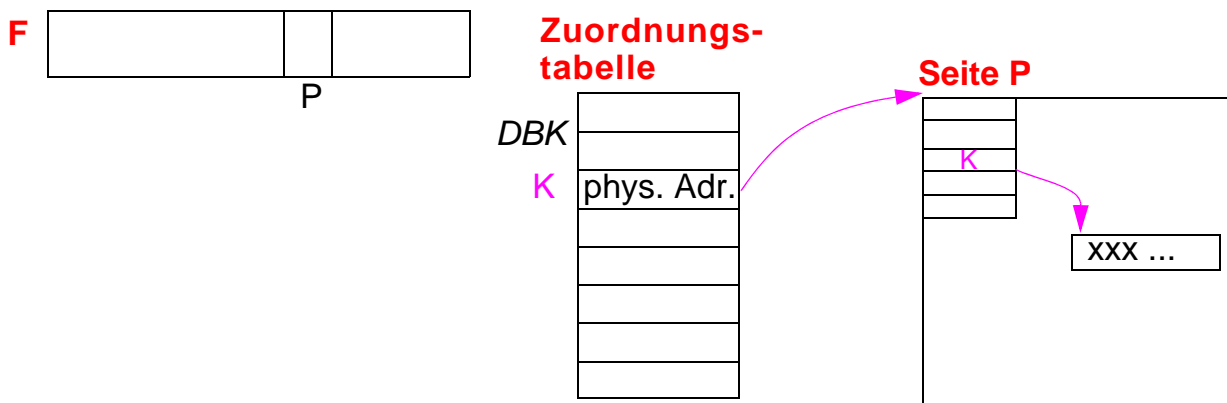 F
P
Zuordnungs-
tabelle
DBK
K
phys. Adr.
Seite P
K
xxx ...